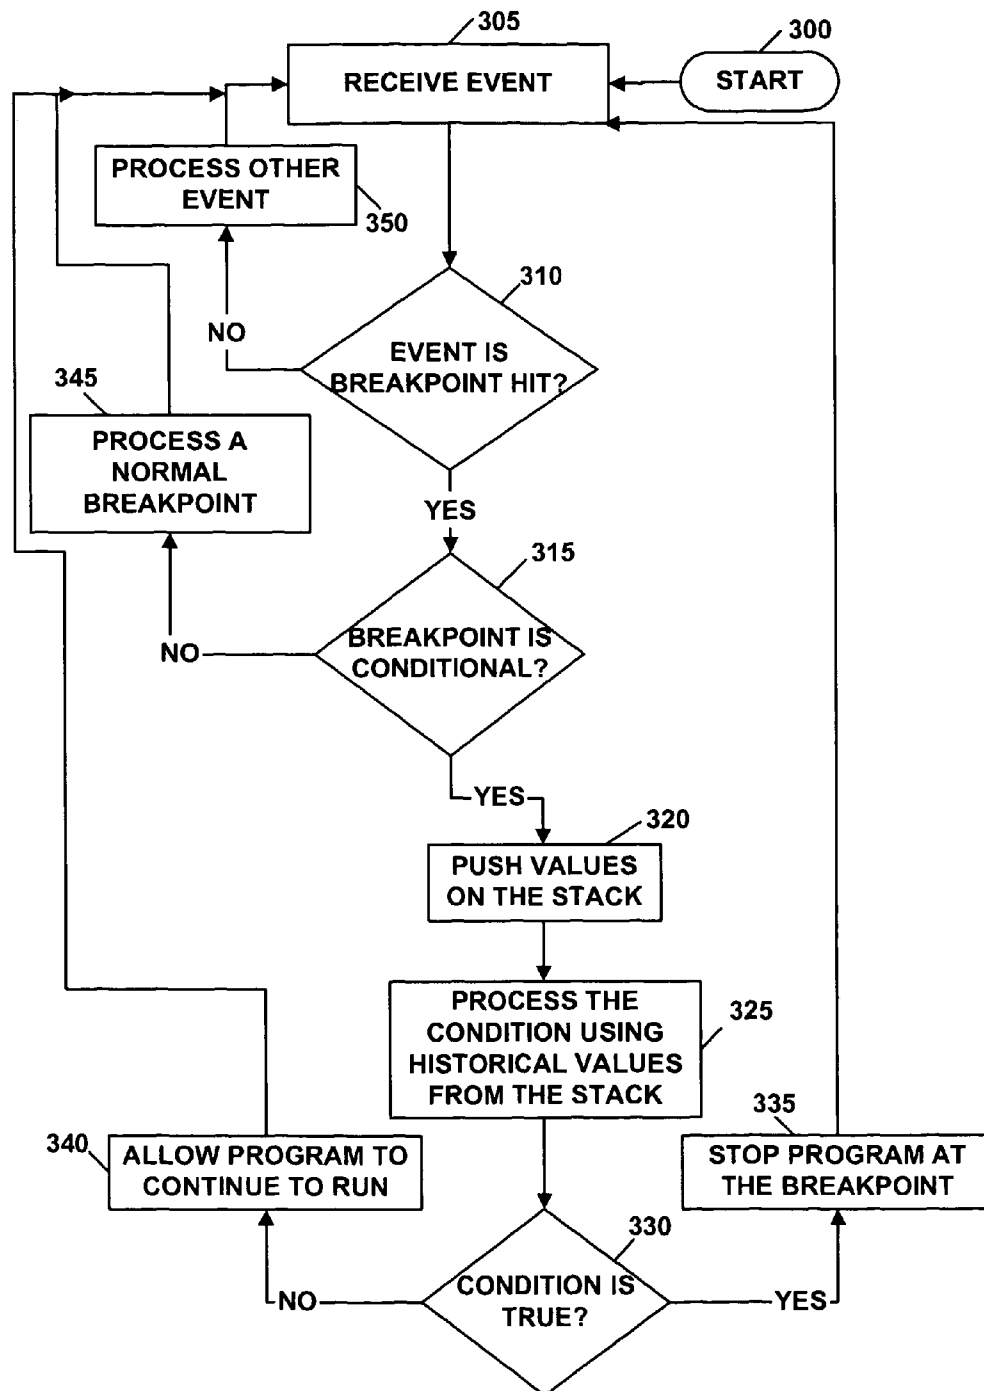 305
300
RECEIVE EVENT
START
PROCESS OTHER
EVENT
350
310
NO
EVENT IS
BREAKPOINT HIT?
345
PROCESS A
NORMAL
BREAKPOINT
YES
315
NO
BREAKPOINT IS
CONDITIONAL?
YES
320
PUSH VALUES
ON THE STACK
PROCESS THE
CONDITION USING
HISTORICAL VALUES
FROM THE STACK
325
340
ALLOW PROGRAM TO
CONTINUE TO RUN
335
STOP PROGRAM AT
THE BREAKPOINT
330
NO
CONDITION IS
TRUE?
YES